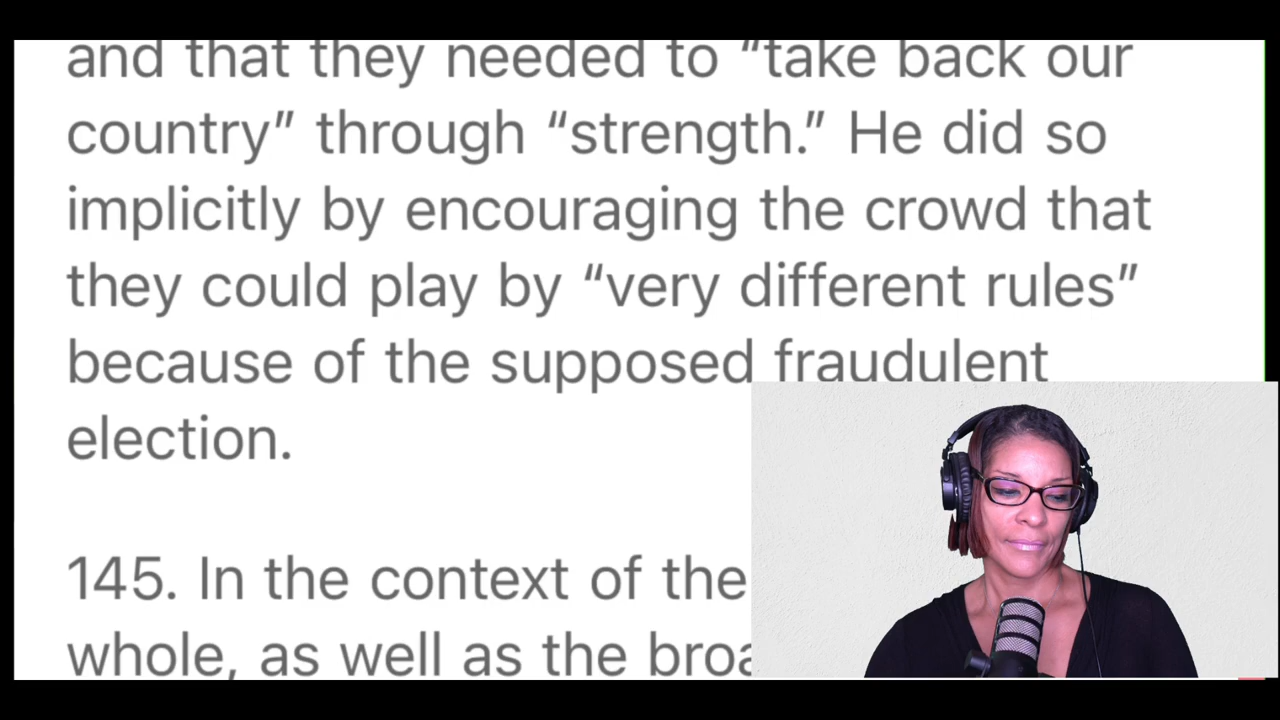 and that they needed to “take back our
country” through “strength.” He did so
implicitly by encouraging the crowd that
they could play by “very different rules”
because of the supposed fraudulent
election.
145. In the context of the
whole, as well as the